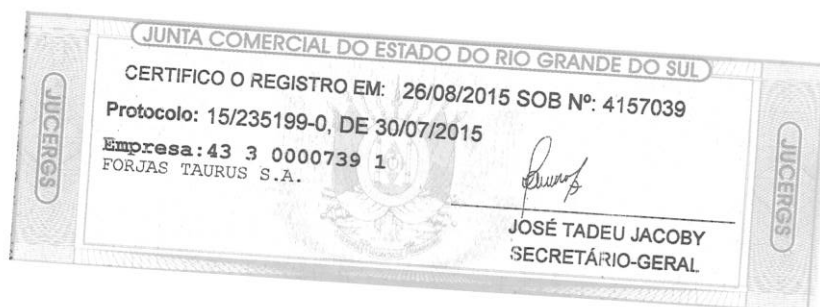 JUNTA COMERCIAL DO ESTADO DO RIO GRANDE DO SUL
CERTIFICO O REGISTRO EM: 26/08/2015 SOB Nº: 4157039
Protocolo: 15/235199-0, DE 30/07/2015
Empresa:43 3 0000739 1
FORJAS TAURUS S.A.
JOSÉ TADEU JACOBY
SECRETÁRIO-GERAL
JUCERGS
JUCERGS